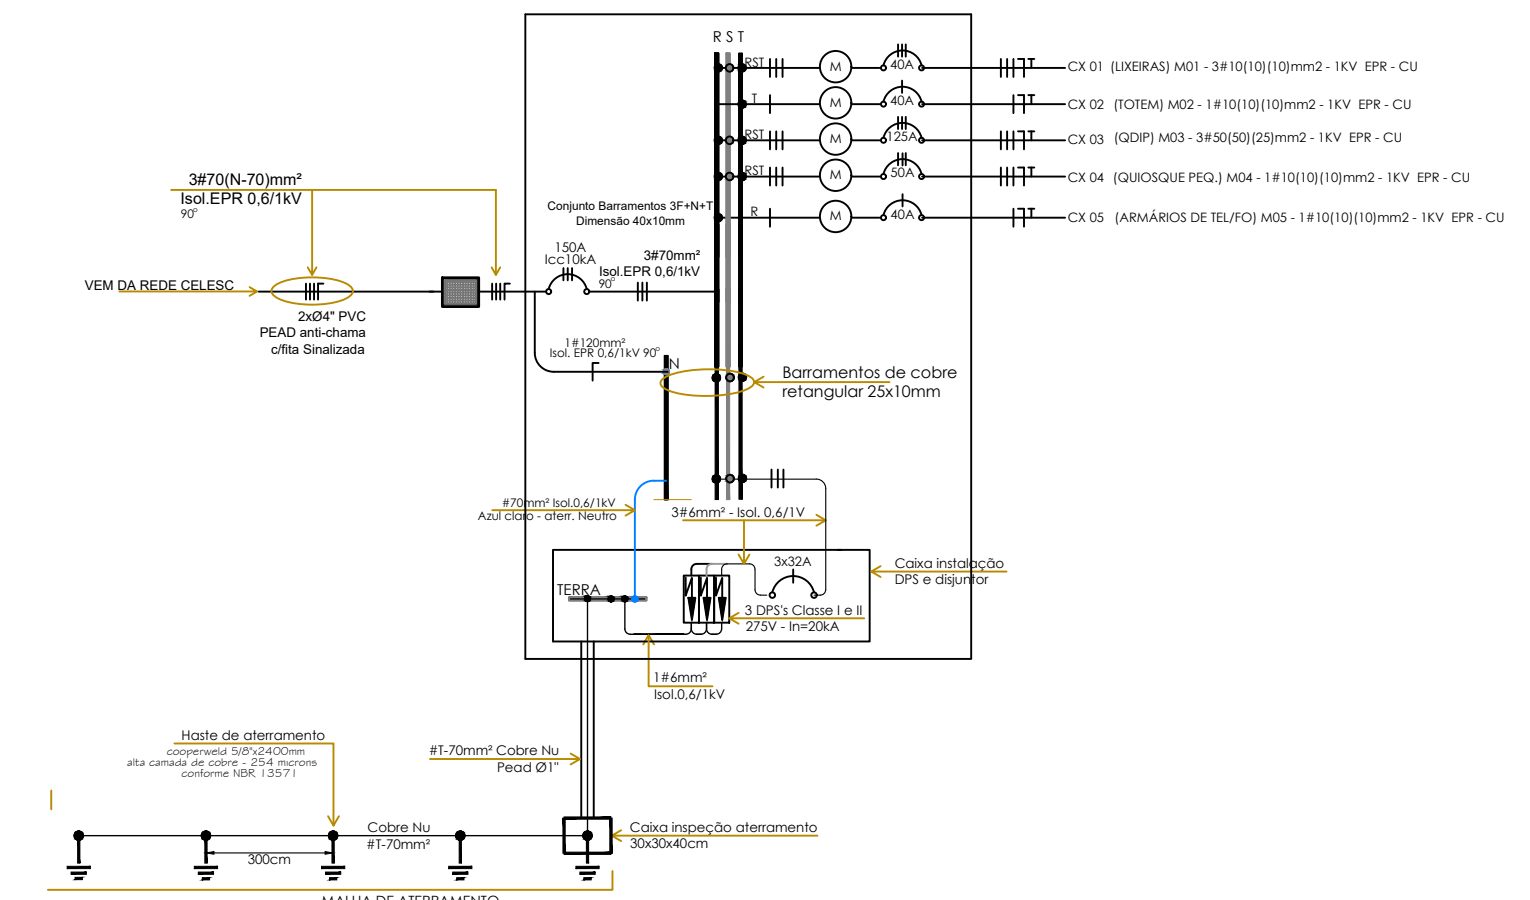 R S T
RST
M
40A
T
CX 01 (LIXEIRAS) M01 - 3#10(10)(10)mm2 - 1KV EPR - CU
T
M
40A
T
CX 02 (TOTEM) M02 - 1#10(10)(10)mm2 - 1KV EPR - CU
RST
M
125A
T
CX 03 (QDIP) M03 - 3#50(50)(25)mm2 - 1KV EPR - CU
RST
M
50A
T
CX 04 (QUIOSQUE PEQ.) M04 - 1#10(10)(10)mm2 - 1KV EPR - CU
R
M
40A
T
CX 05 (ARMÁRIOS DE TEL/FO) M05 - 1#10(10)(10)mm2 - 1KV EPR - CU
3#70(N-70)mm²
Isol.EPR 0,6/1kV
90°
Conjunto Barramentos 3F+N+T
Dimensão 40x10mm
150A
Icc10kA
3#70mm²
Isol.EPR 0,6/1kV
90°
VEM DA REDE CELESC
2xØ4" PVC
PEAD anti-chama
c/fita Sinalizada
1#120mm²
Isol. EPR 0,6/1kV 90°
N
Barramentos de cobre
retangular 25x10mm
#70mm² Isol.0,6/1kV
Azul claro - aterr. Neutro
3#6mm² - Isol. 0,6/1V
Caixa instalação
DPS e disjuntor
3x32A
TERRA
3 DPS's Classe I e II
275V - In=20kA
1#6mm²
Isol.0,6/1kV
Haste de aterramento
cooperweld 5/8"x2400mm
alta camada de cobre - 254 microns
conforme NBR 13571
#T-70mm² Cobre Nu
Pead Ø1"
Cobre Nu
#T-70mm²
300cm
Caixa inspeção aterramento
30x30x40cm
MALHA DE ATERRAMENTO